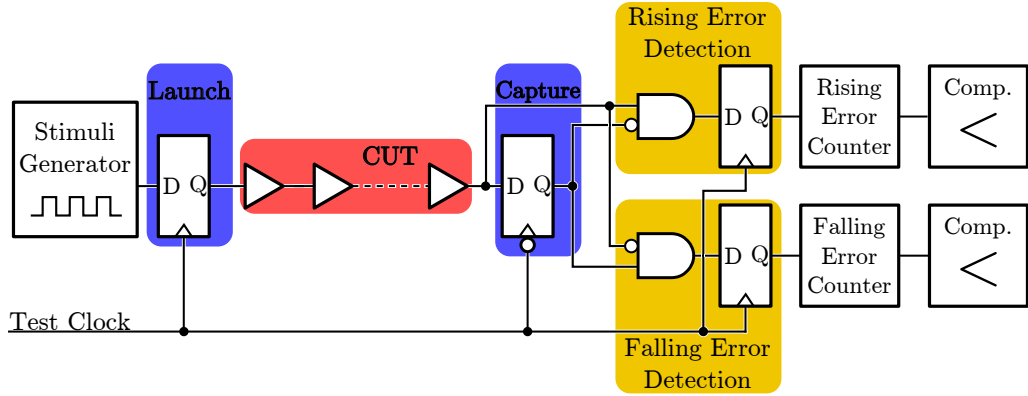 Rising Error
Detection
Launch
Capture
Stimuli
Generator
CUT
D Q
D Q
D Q
Rising
Error
Counter
Comp.
<
D Q
Falling
Error
Counter
Comp.
<
Test Clock
Falling Error
Detection